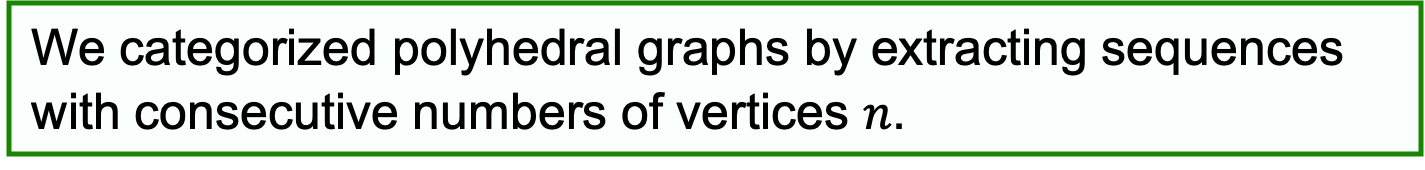 We categorized polyhedral graphs by extracting sequences
with consecutive numbers of vertices n.